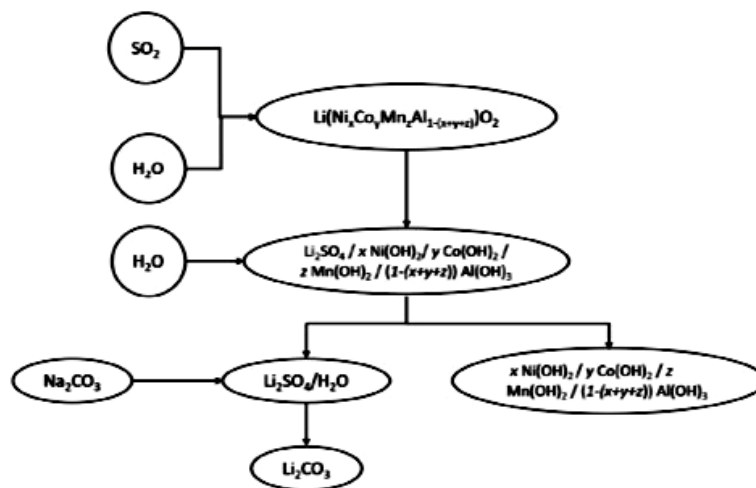 SO₂
Li(NiₓCoᵧMn_zAl₁₋₍ₓ₊ᵧ₊z₎)O₂
H₂O
H₂O
Li₂SO₄ / x Ni(OH)₂/ y Co(OH)₂ /
z Mn(OH)₂ / (1-(x+y+z)) Al(OH)₃
Na₂CO₃
Li₂SO₄/H₂O
x Ni(OH)₂ / y Co(OH)₂ / z
Mn(OH)₂ / (1-(x+y+z)) Al(OH)₃
Li₂CO₃